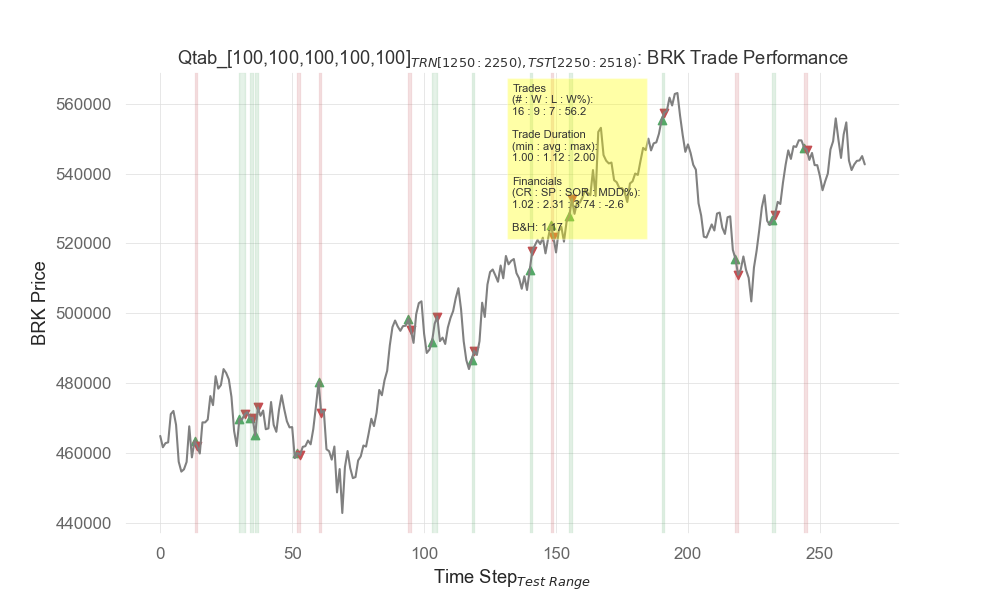 Qtab_[100,100,100,100,100]TRN[1250:2250),TST[2250:2518): BRK Trade Performance
Trades
(# : W : L : W%):
16 : 9 : 7 : 56.2
Trade Duration
(min : avg : max):
1.00 : 1.12 : 2.00
Financials
(CR : SP : SOR : MDD%):
1.02 : 2.31 : 3.74 : -2.6
B&H: 1.17
BRK Price
560000
540000
520000
500000
480000
460000
440000
0
50
100
150
200
250
Time StepTest Range